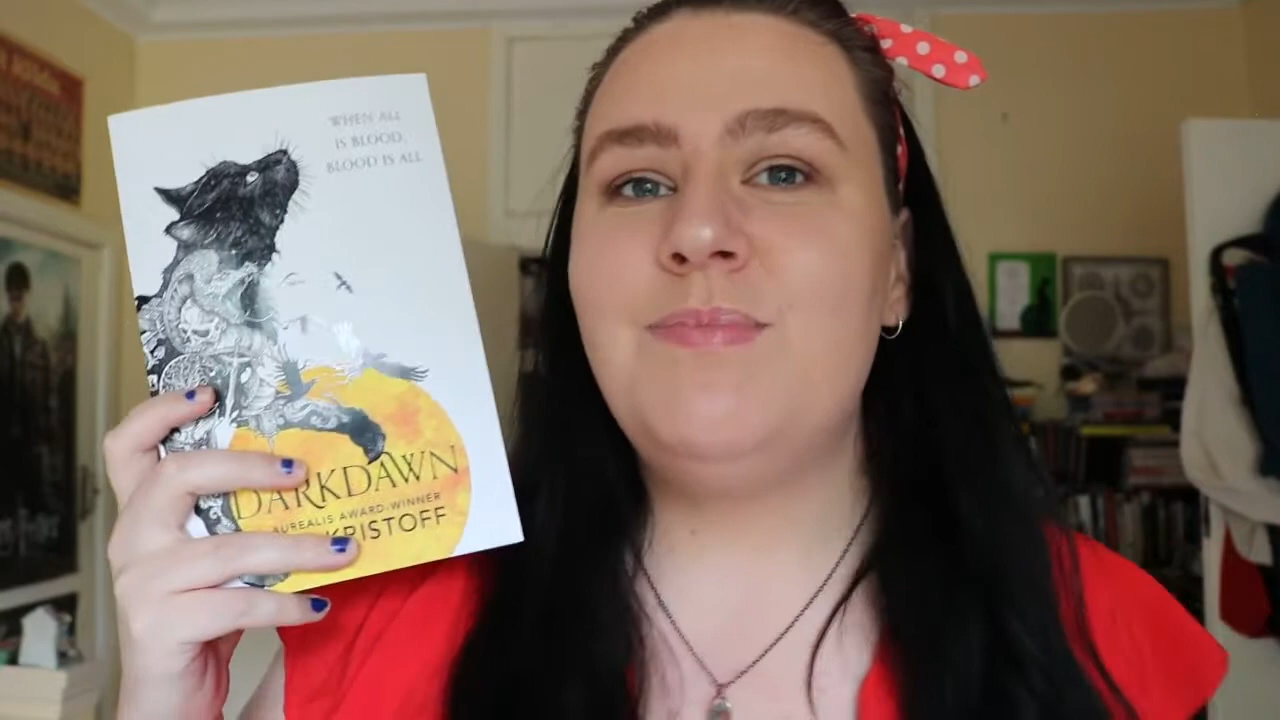 WHEN ALL
IS BLOOD,
BLOOD IS ALL
DARKDAWN
AUREALIS AWARD-WINNER
KRISTOFF